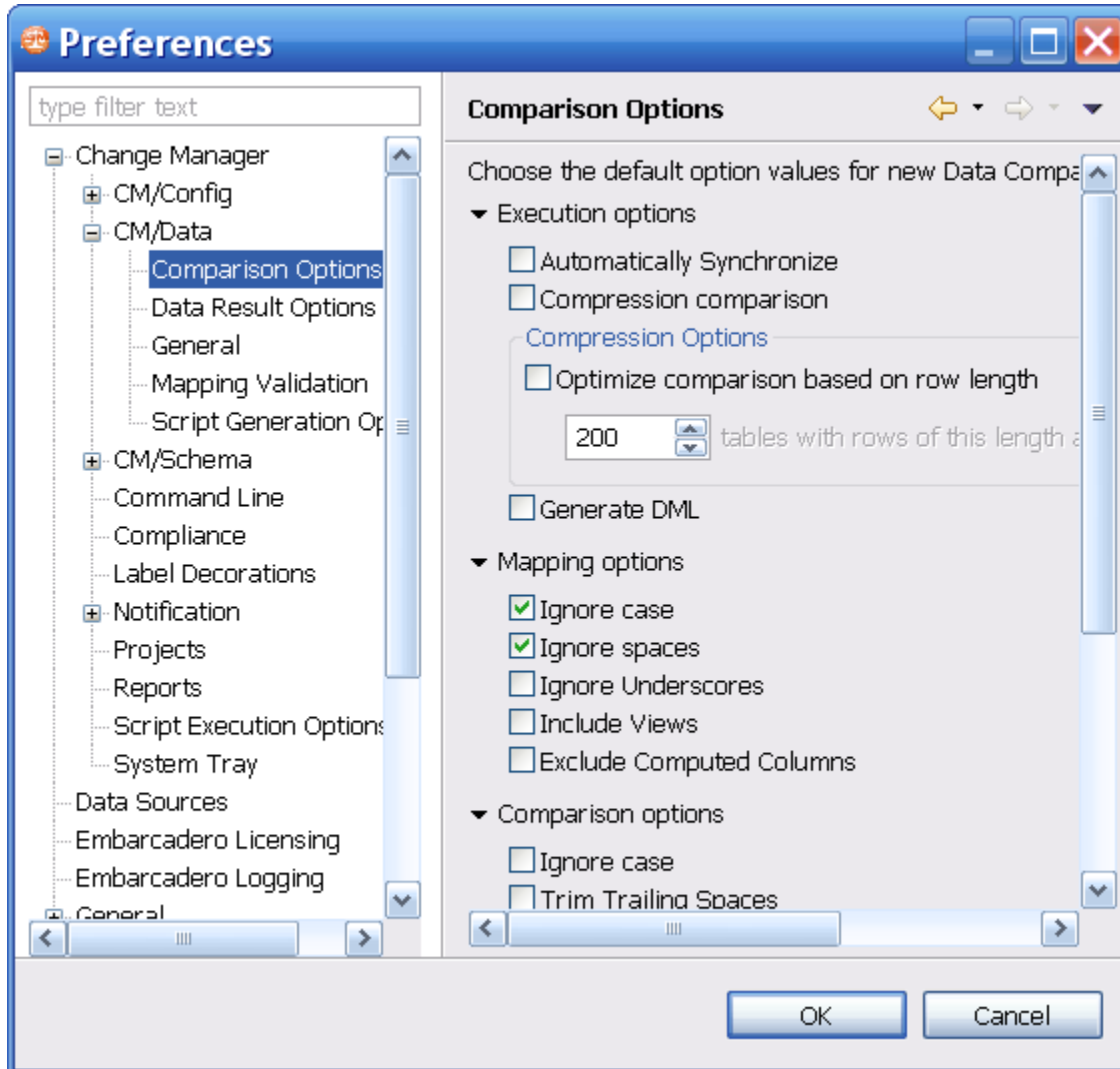 Preferences
type filter text
Change Manager
CM/Config
CM/Data
Comparison Options
Data Result Options
General
Mapping Validation
Script Generation Op
CM/Schema
Command Line
Compliance
Label Decorations
Notification
Projects
Reports
Script Execution Options
System Tray
Data Sources
Embarcadero Licensing
Embarcadero Logging
General
Comparison Options
Choose the default option values for new Data Compa
Execution options
Automatically Synchronize
Compression comparison
Compression Options
Optimize comparison based on row length
200 tables with rows of this length a
Generate DML
Mapping options
Ignore case
Ignore spaces
Ignore Underscores
Include Views
Exclude Computed Columns
Comparison options
Ignore case
Trim Trailing Spaces
OK Cancel